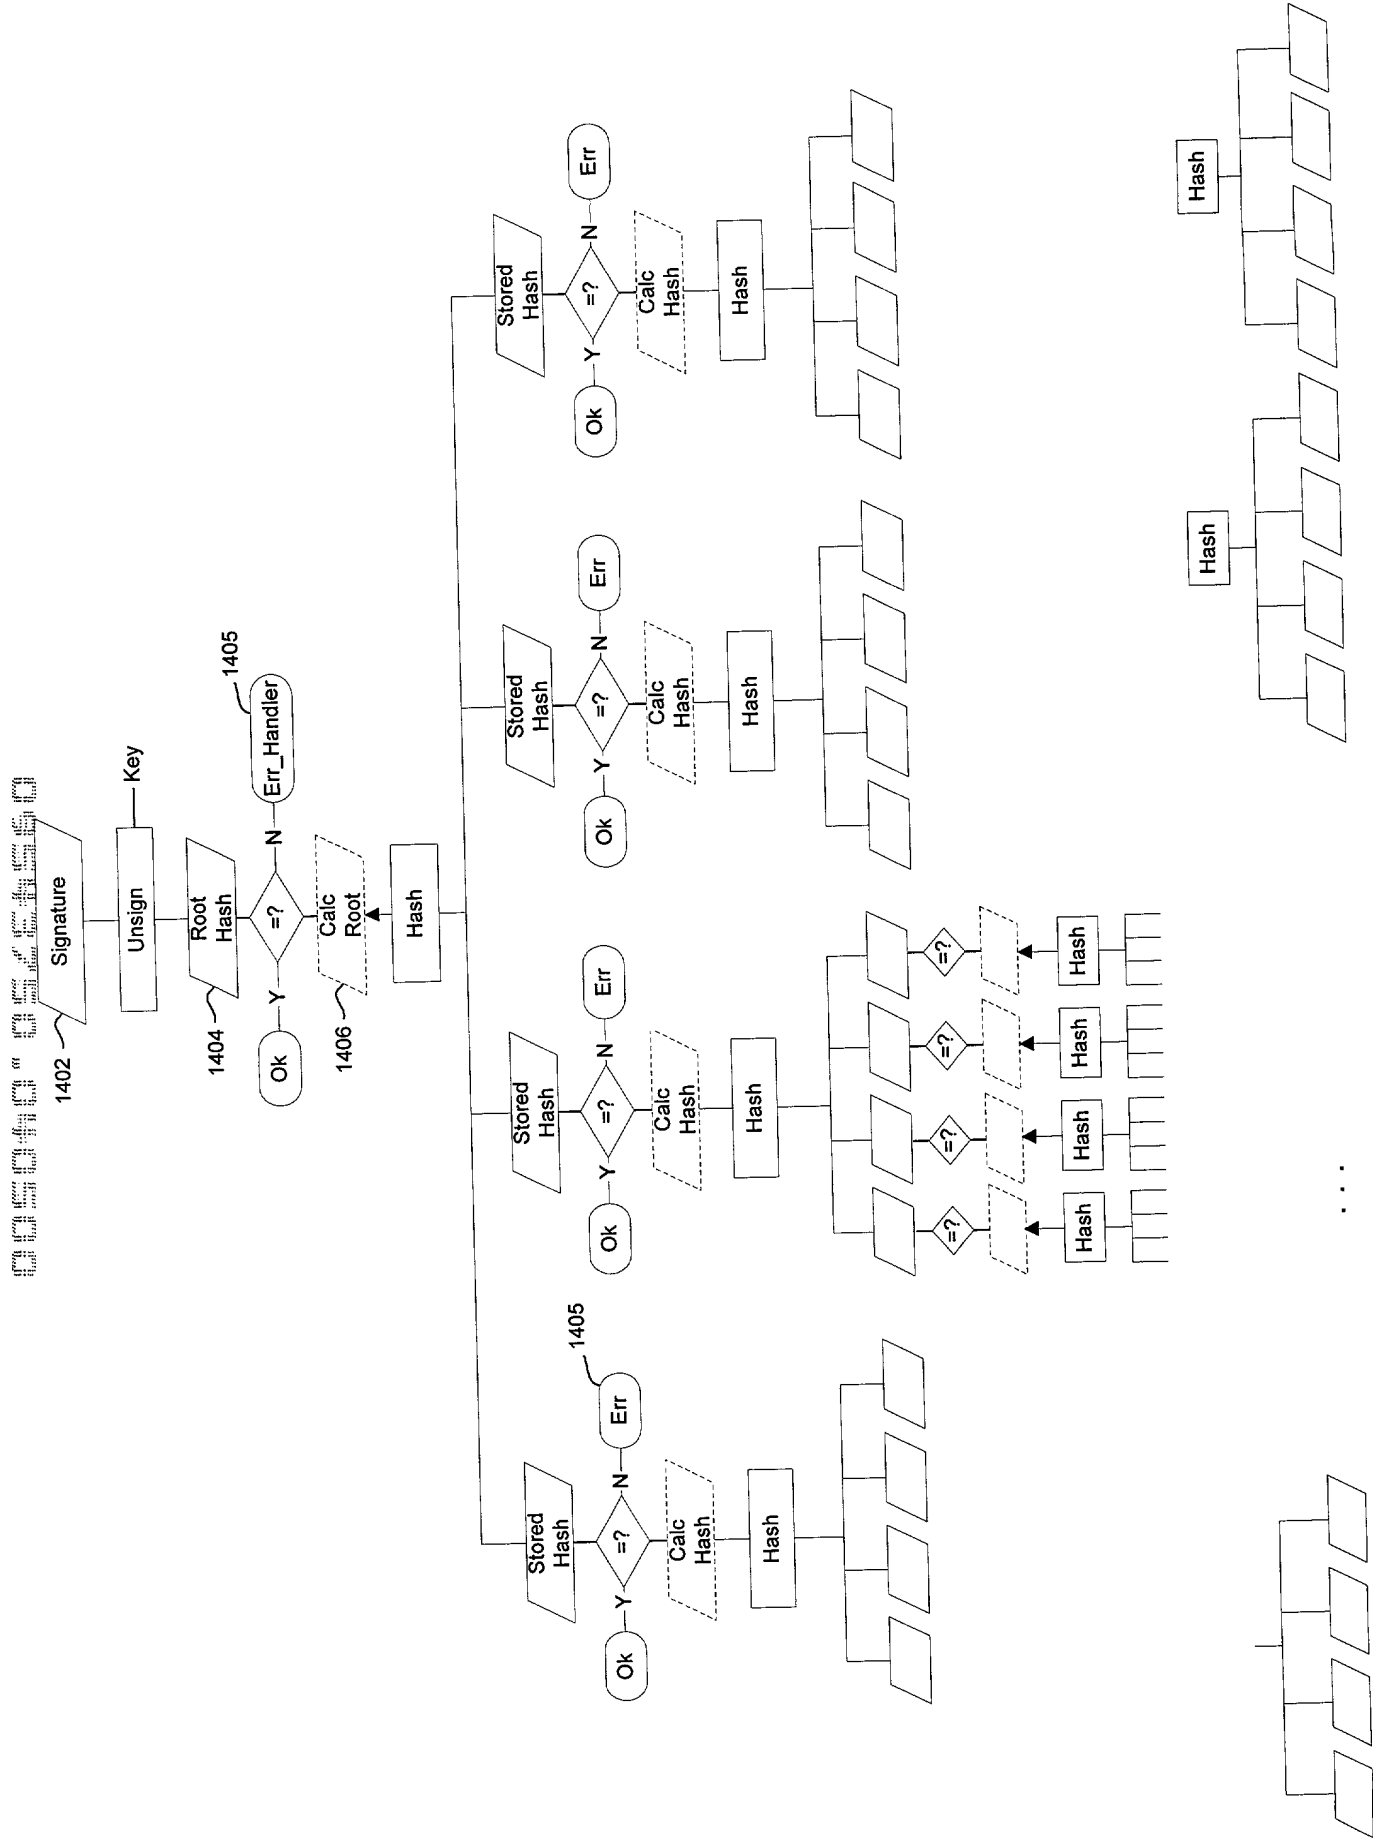 Signature
1402
Unsign
Key
Root
Hash
1404
Ok
Y
=?
N
Err_Handler
1405
Calc
Root
1406
Hash
Stored
Hash
Ok
Y
=?
N
Err
1405
Calc
Hash
Hash
Stored
Hash
Ok
Y
=?
N
Err
Calc
Hash
Hash
Stored
Hash
Ok
Y
=?
N
Err
Calc
Hash
Hash
Stored
Hash
Ok
Y
=?
N
Err
Calc
Hash
Hash
=?
=?
=?
=?
Hash
Hash
Hash
Hash
. . .
Hash
Hash